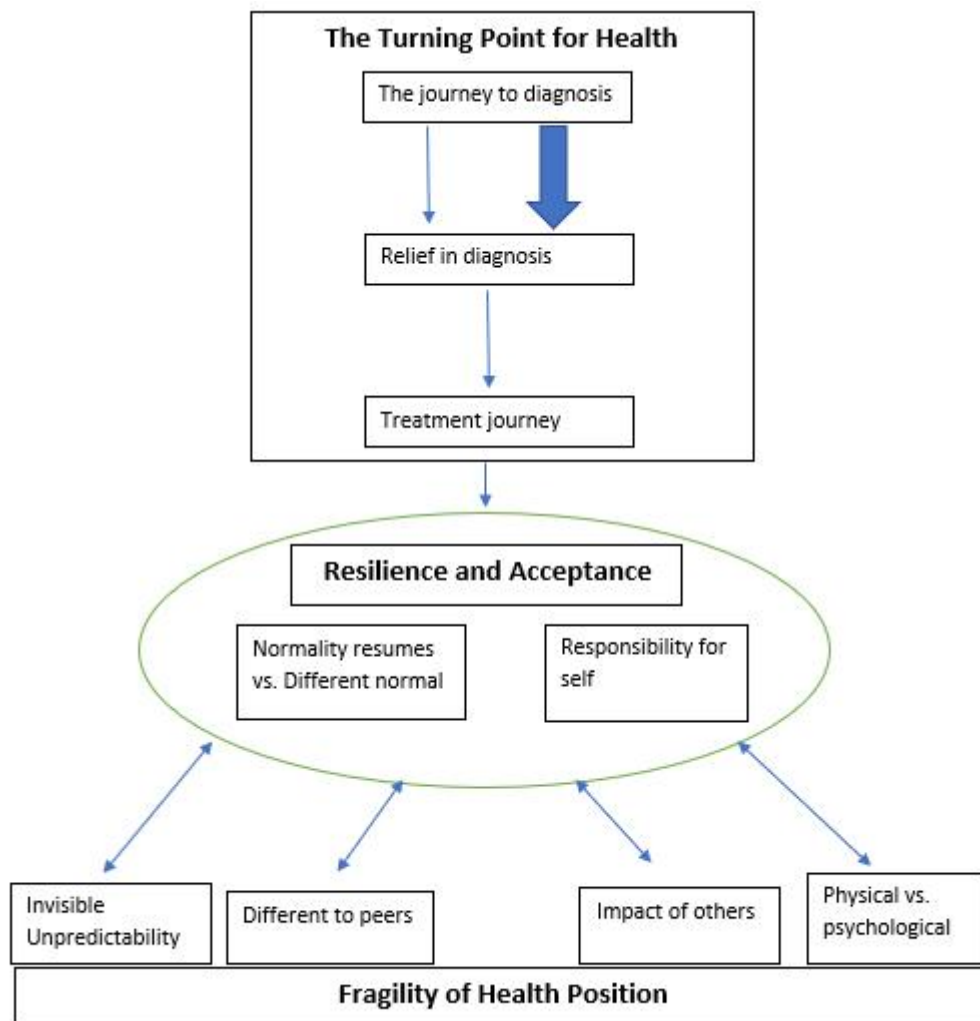 The Turning Point for Health
The journey to diagnosis
Relief in diagnosis
Treatment journey
Resilience and Acceptance
Normality resumes
vs. Different normal
Responsibility for
self
Invisible
Unpredictability
Different to peers
Impact of others
Physical vs.
psychological
Fragility of Health Position